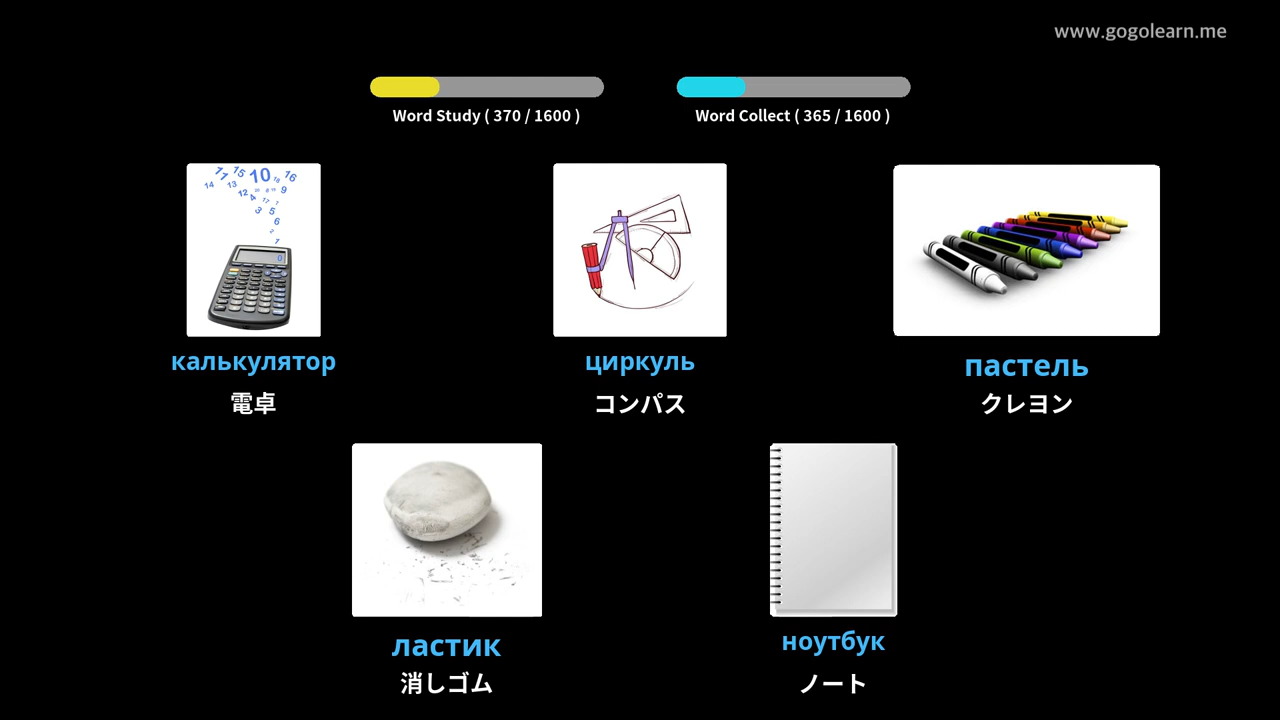 www.gogolearn.me
Word Study ( 370 / 1600 )
Word Collect ( 365 / 1600 )
калькулятор
電卓
циркуль
コンパス
пастель
クレヨン
ластик
消しゴム
ноутбук
ノート